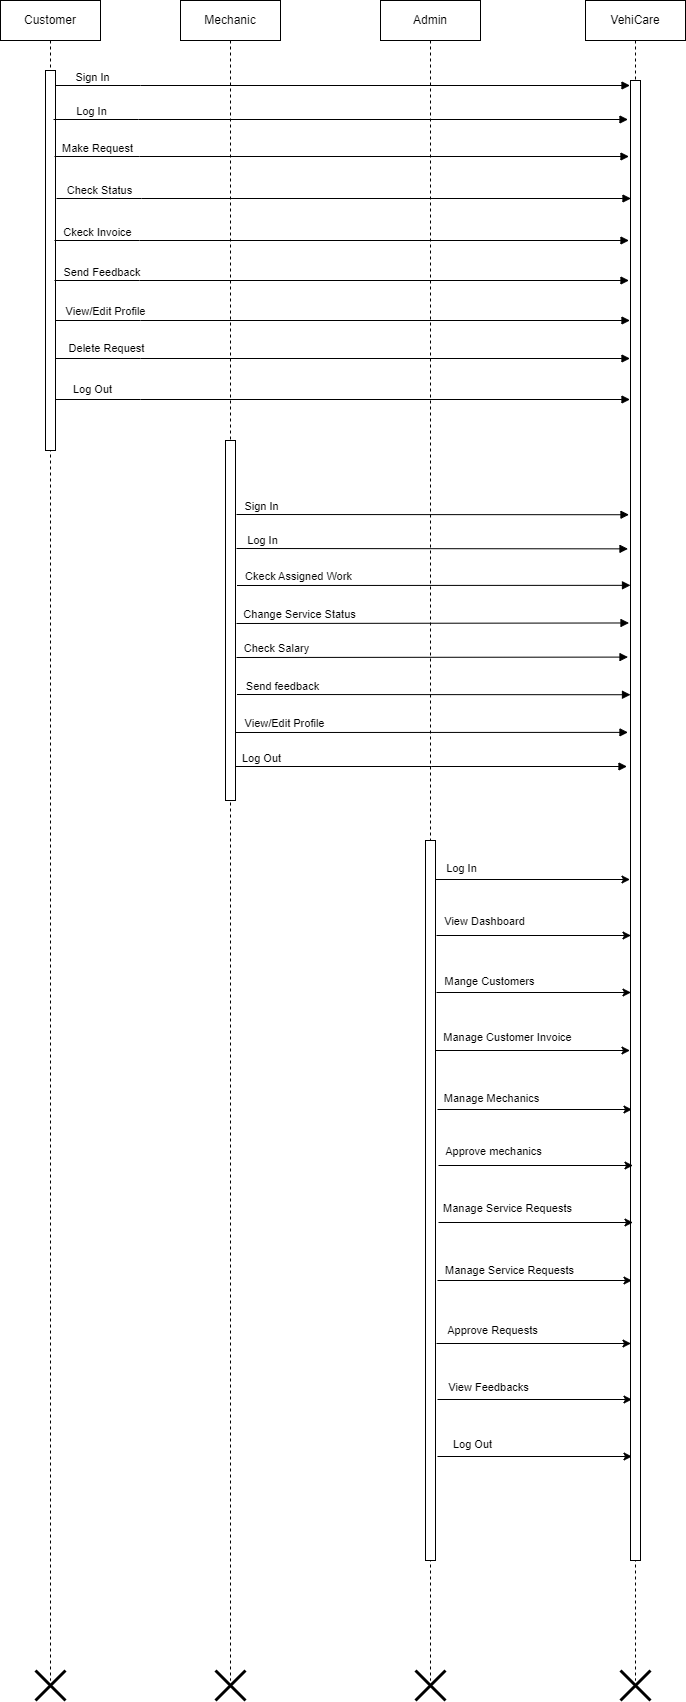 Customer
Mechanic
Admin
VehiCare
Sign In
Log In
Make Request
Check Status
Ckeck Invoice
Send Feedback
View/Edit Profile
Delete Request
Log Out
Sign In
Log In
Ckeck Assigned Work
Change Service Status
Check Salary
Send feedback
View/Edit Profile
Log Out
Log In
View Dashboard
Mange Customers
Manage Customer Invoice
Manage Mechanics
Approve mechanics
Manage Service Requests
Manage Service Requests
Approve Requests
View Feedbacks
Log Out